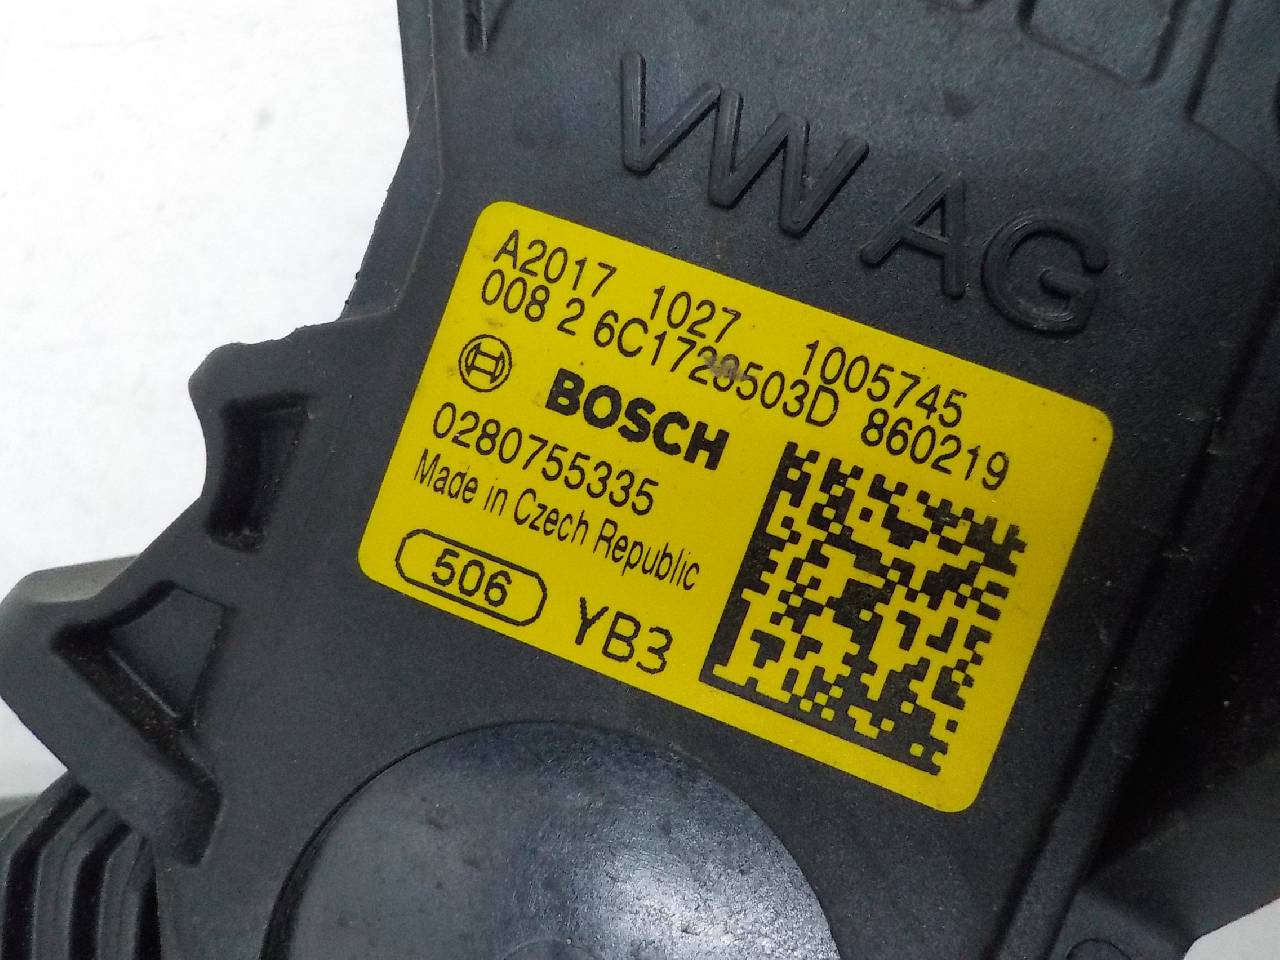 VW AG
A2017 1027 1005745
008 2 6C1723503D 860219
BOSCH
0280755335
Made in Czech Republic
506 YB3